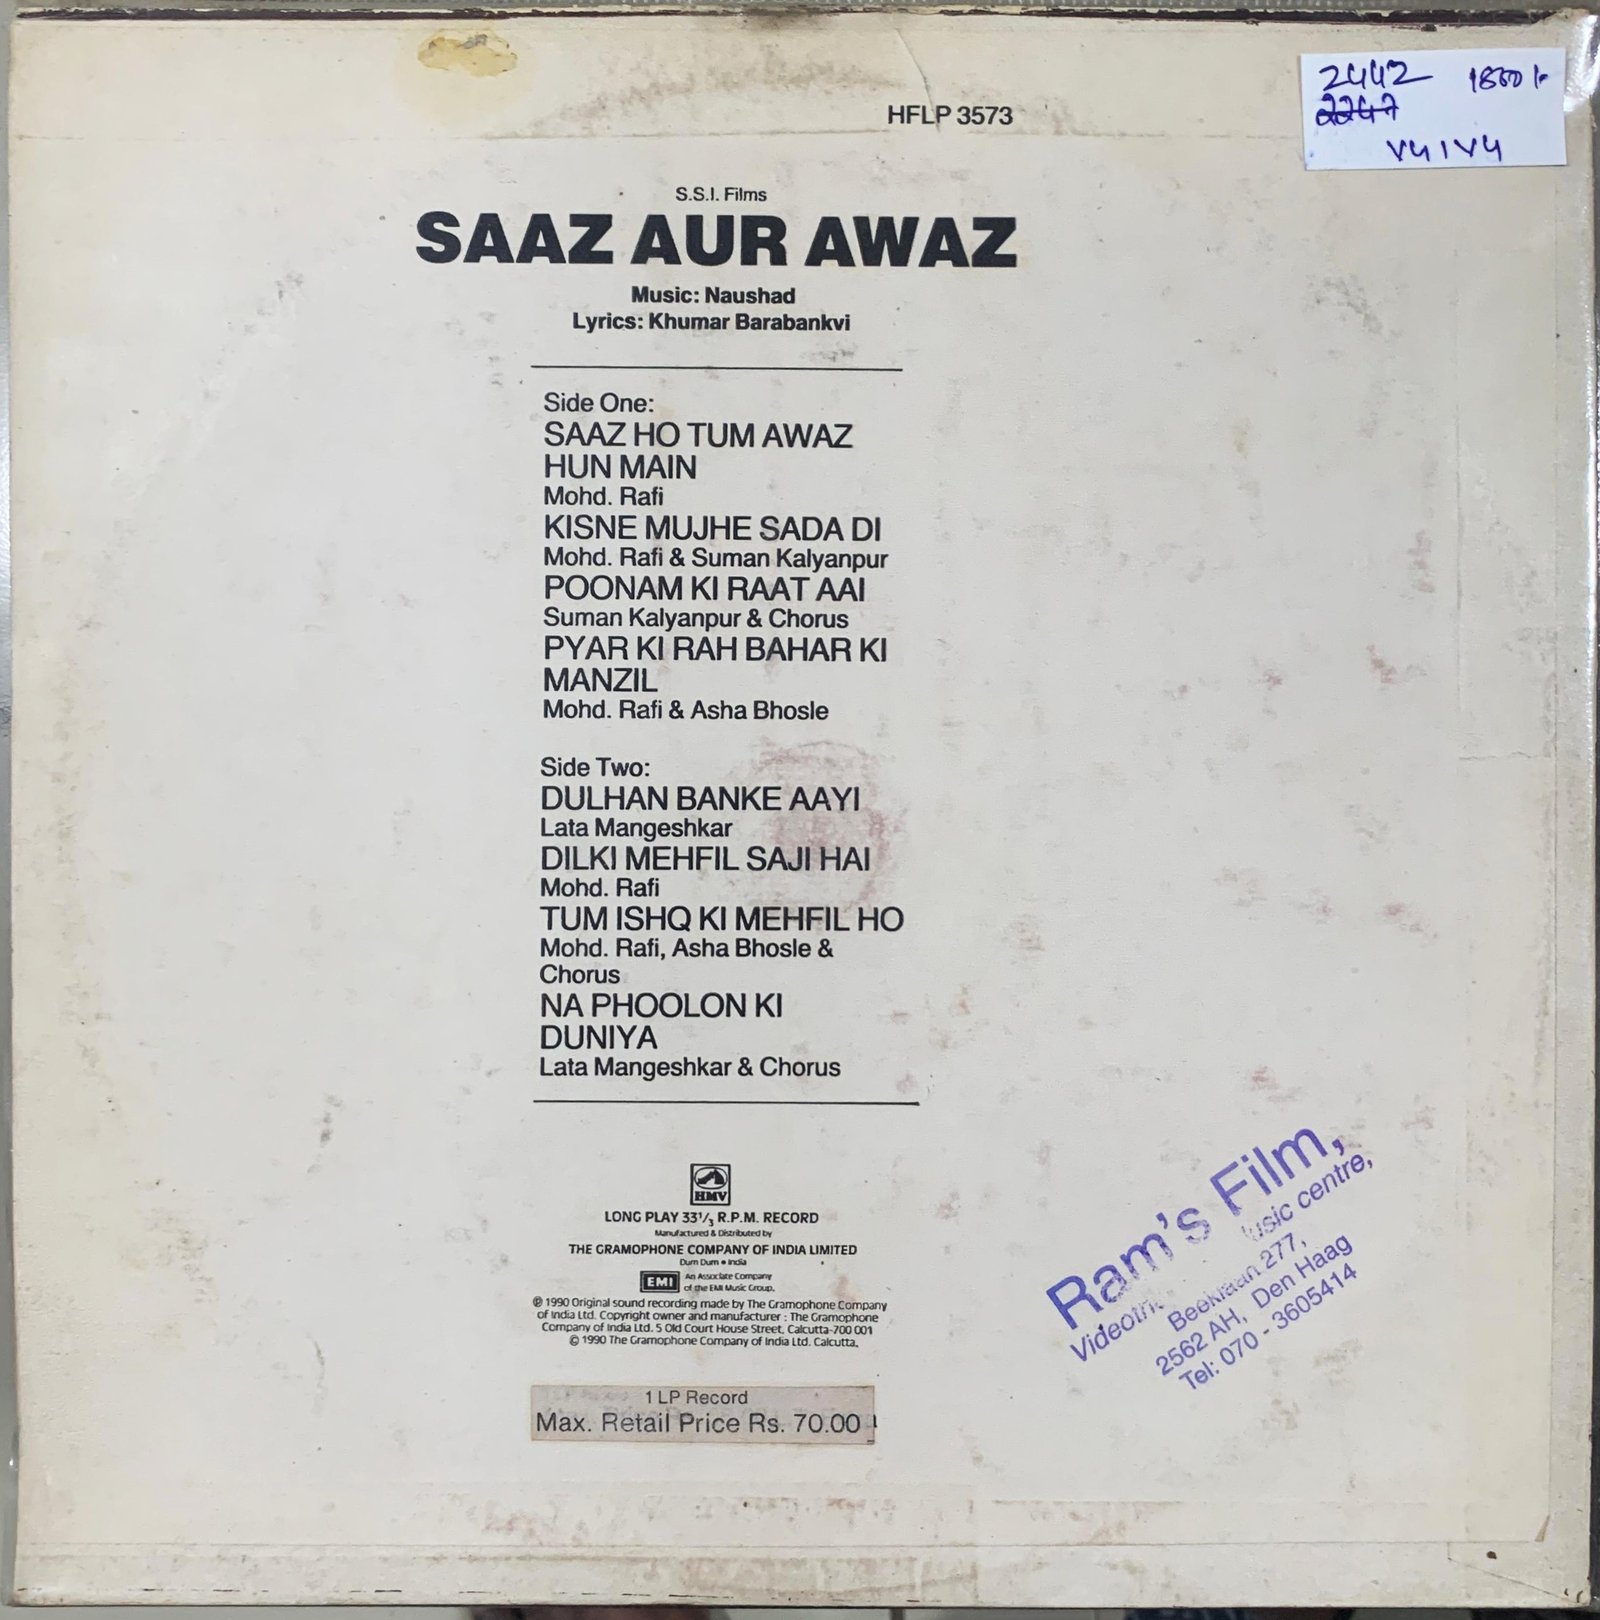 HFLP 3573
2442 1800/-
2247
V4 1 V4
S.S.I. Films
SAAZ AUR AWAZ
Music: Naushad
Lyrics: Khumar Barabankvi
Side One:
SAAZ HO TUM AWAZ
HUN MAIN
Mohd. Rafi
KISNE MUJHE SADA DI
Mohd. Rafi & Suman Kalyanpur
POONAM KI RAAT AAI
Suman Kalyanpur & Chorus
PYAR KI RAH BAHAR KI
MANZIL
Mohd. Rafi & Asha Bhosle
Side Two:
DULHAN BANKE AAYI
Lata Mangeshkar
DILKI MEHFIL SAJI HAI
Mohd. Rafi
TUM ISHQ KI MEHFIL HO
Mohd. Rafi, Asha Bhosle &
Chorus
NA PHOOLON KI
DUNIYA
Lata Mangeshkar & Chorus
HMV
LONG PLAY 33⅓ R.P.M. RECORD
Manufactured & Distributed by
THE GRAMOPHONE COMPANY OF INDIA LIMITED
Dum Dum • India
EMI An Associate Company
of the EMI Music Group.
℗ 1990 Original sound recording made by The Gramophone Company
of India Ltd. Copyright owner and manufacturer : The Gramophone
Company of India Ltd. 5 Old Court House Street, Calcutta-700 001
© 1990 The Gramophone Company of India Ltd. Calcutta.
1 LP Record
Max. Retail Price Rs. 70.00
Ram's Film,
centre,
Beeklaan 277,
2562 AH, Den Haag
Tel: 070 - 3605414